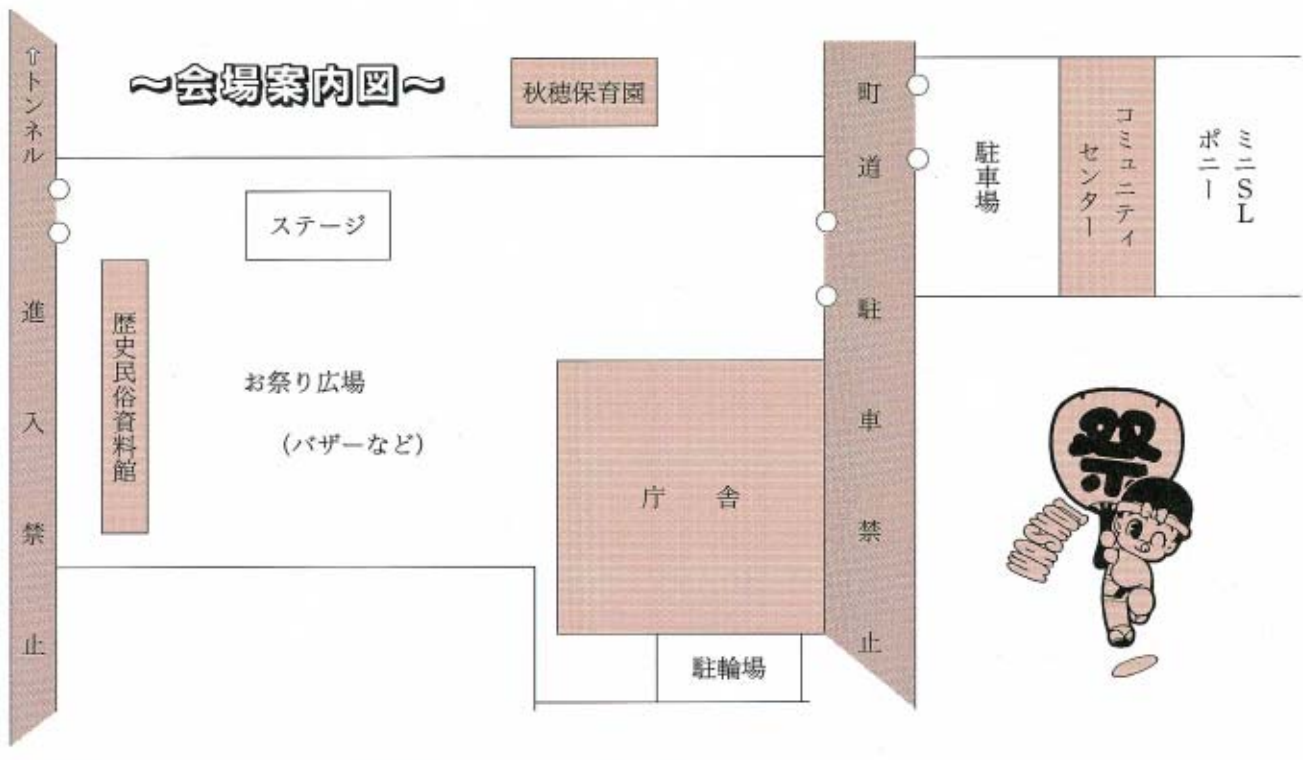 ～会場案内図～
⇧トンネル
進入禁止
秋穂保育園
ステージ
歴史民俗資料館
お祭り広場
（バザーなど）
庁舎
駐輪場
町道
駐車禁止
駐車場
コミュニティ
センター
ミニSL
ポニー
祭
WASHOI